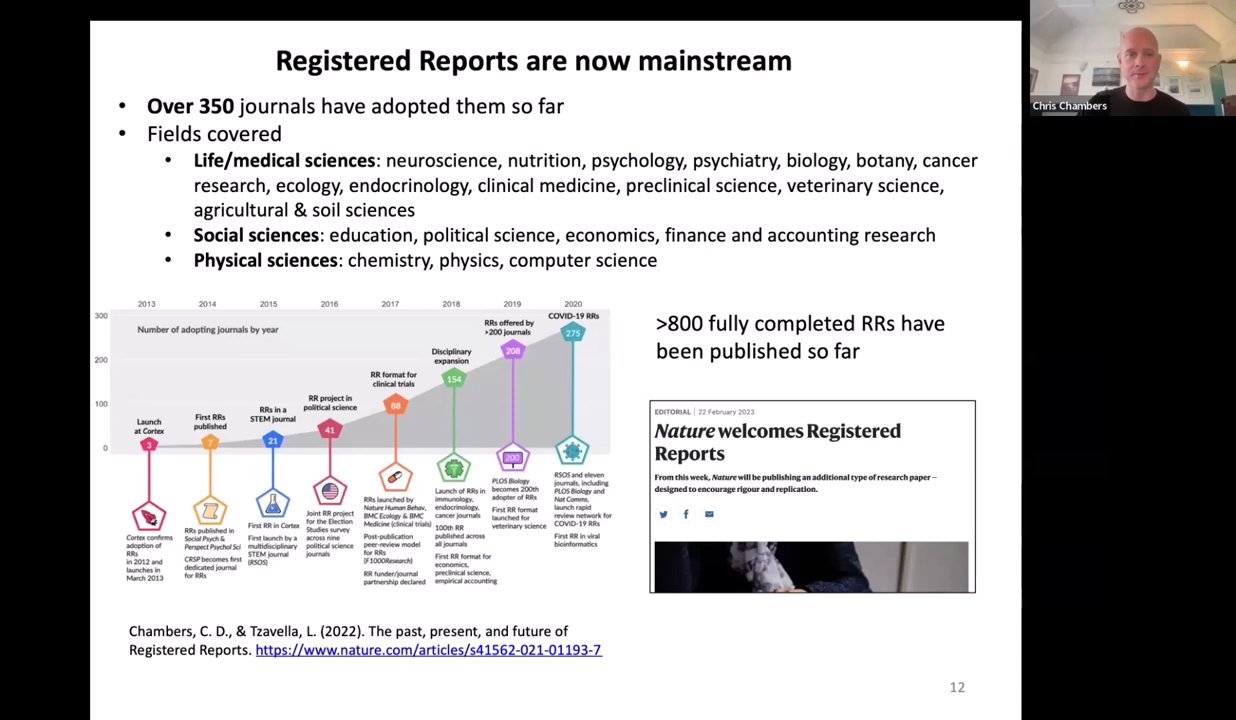 Registered Reports are now mainstream
Chris Chambers
• Over 350 journals have adopted them so far
• Fields covered
• Life/medical sciences: neuroscience, nutrition, psychology, psychiatry, biology, botany, cancer
research, ecology, endocrinology, clinical medicine, preclinical science, veterinary science,
agricultural & soil sciences
• Social sciences: education, political science, economics, finance and accounting research
• Physical sciences: chemistry, physics, computer science
2013 2014 2015 2016 2017 2018 2019 2020
300
200
100
0
Number of adopting journals by year
Launch
at Cortex
3
First RRs
published
7
RRs in a
STEM journal
21
RR project in
political science
41
RR format for
clinical trials
88
Disciplinary
expansion
154
RRs offered by
>200 journals
208
COVID-19 RRs
275
200
Cortex confirms
adoption of
RRs
in 2012 and
launches in
March 2013
RRs published in
Social Psych &
Perspect Psychol Sci
CRSP becomes first
dedicated journal
for RRs
First RR in Cortex
First launch by a
multidisciplinary
STEM journal
(RSOS)
Joint RR project
for the Election
Studies survey
across nine
political science
journals
RRs launched by
Nature Human Behav,
BMC Ecology & BMC
Medicine (clinical trials)
Post-publication
peer-review model
for RRs
(F1000Research)
RR funder/journal
partnership declared
Launch of RRs in
immunology,
endocrinology,
cancer journals
100th RR
published across
all journals
First RR format for
economics,
preclinical science,
empirical accounting
PLOS Biology
becomes 200th
adopter of RRs
First RR format
launched for
veterinary science
RSOS and eleven
journals, including
PLOS Biology and
Nat Comms,
launch rapid
review network for
COVID-19 RRs
First RR in viral
bioinformatics
>800 fully completed RRs have
been published so far
EDITORIAL | 22 February 2023
Nature welcomes Registered
Reports
From this week, Nature will be publishing an additional type of research paper –
designed to encourage rigour and replication.
Chambers, C. D., & Tzavella, L. (2022). The past, present, and future of
Registered Reports. https://www.nature.com/articles/s41562-021-01193-7
12